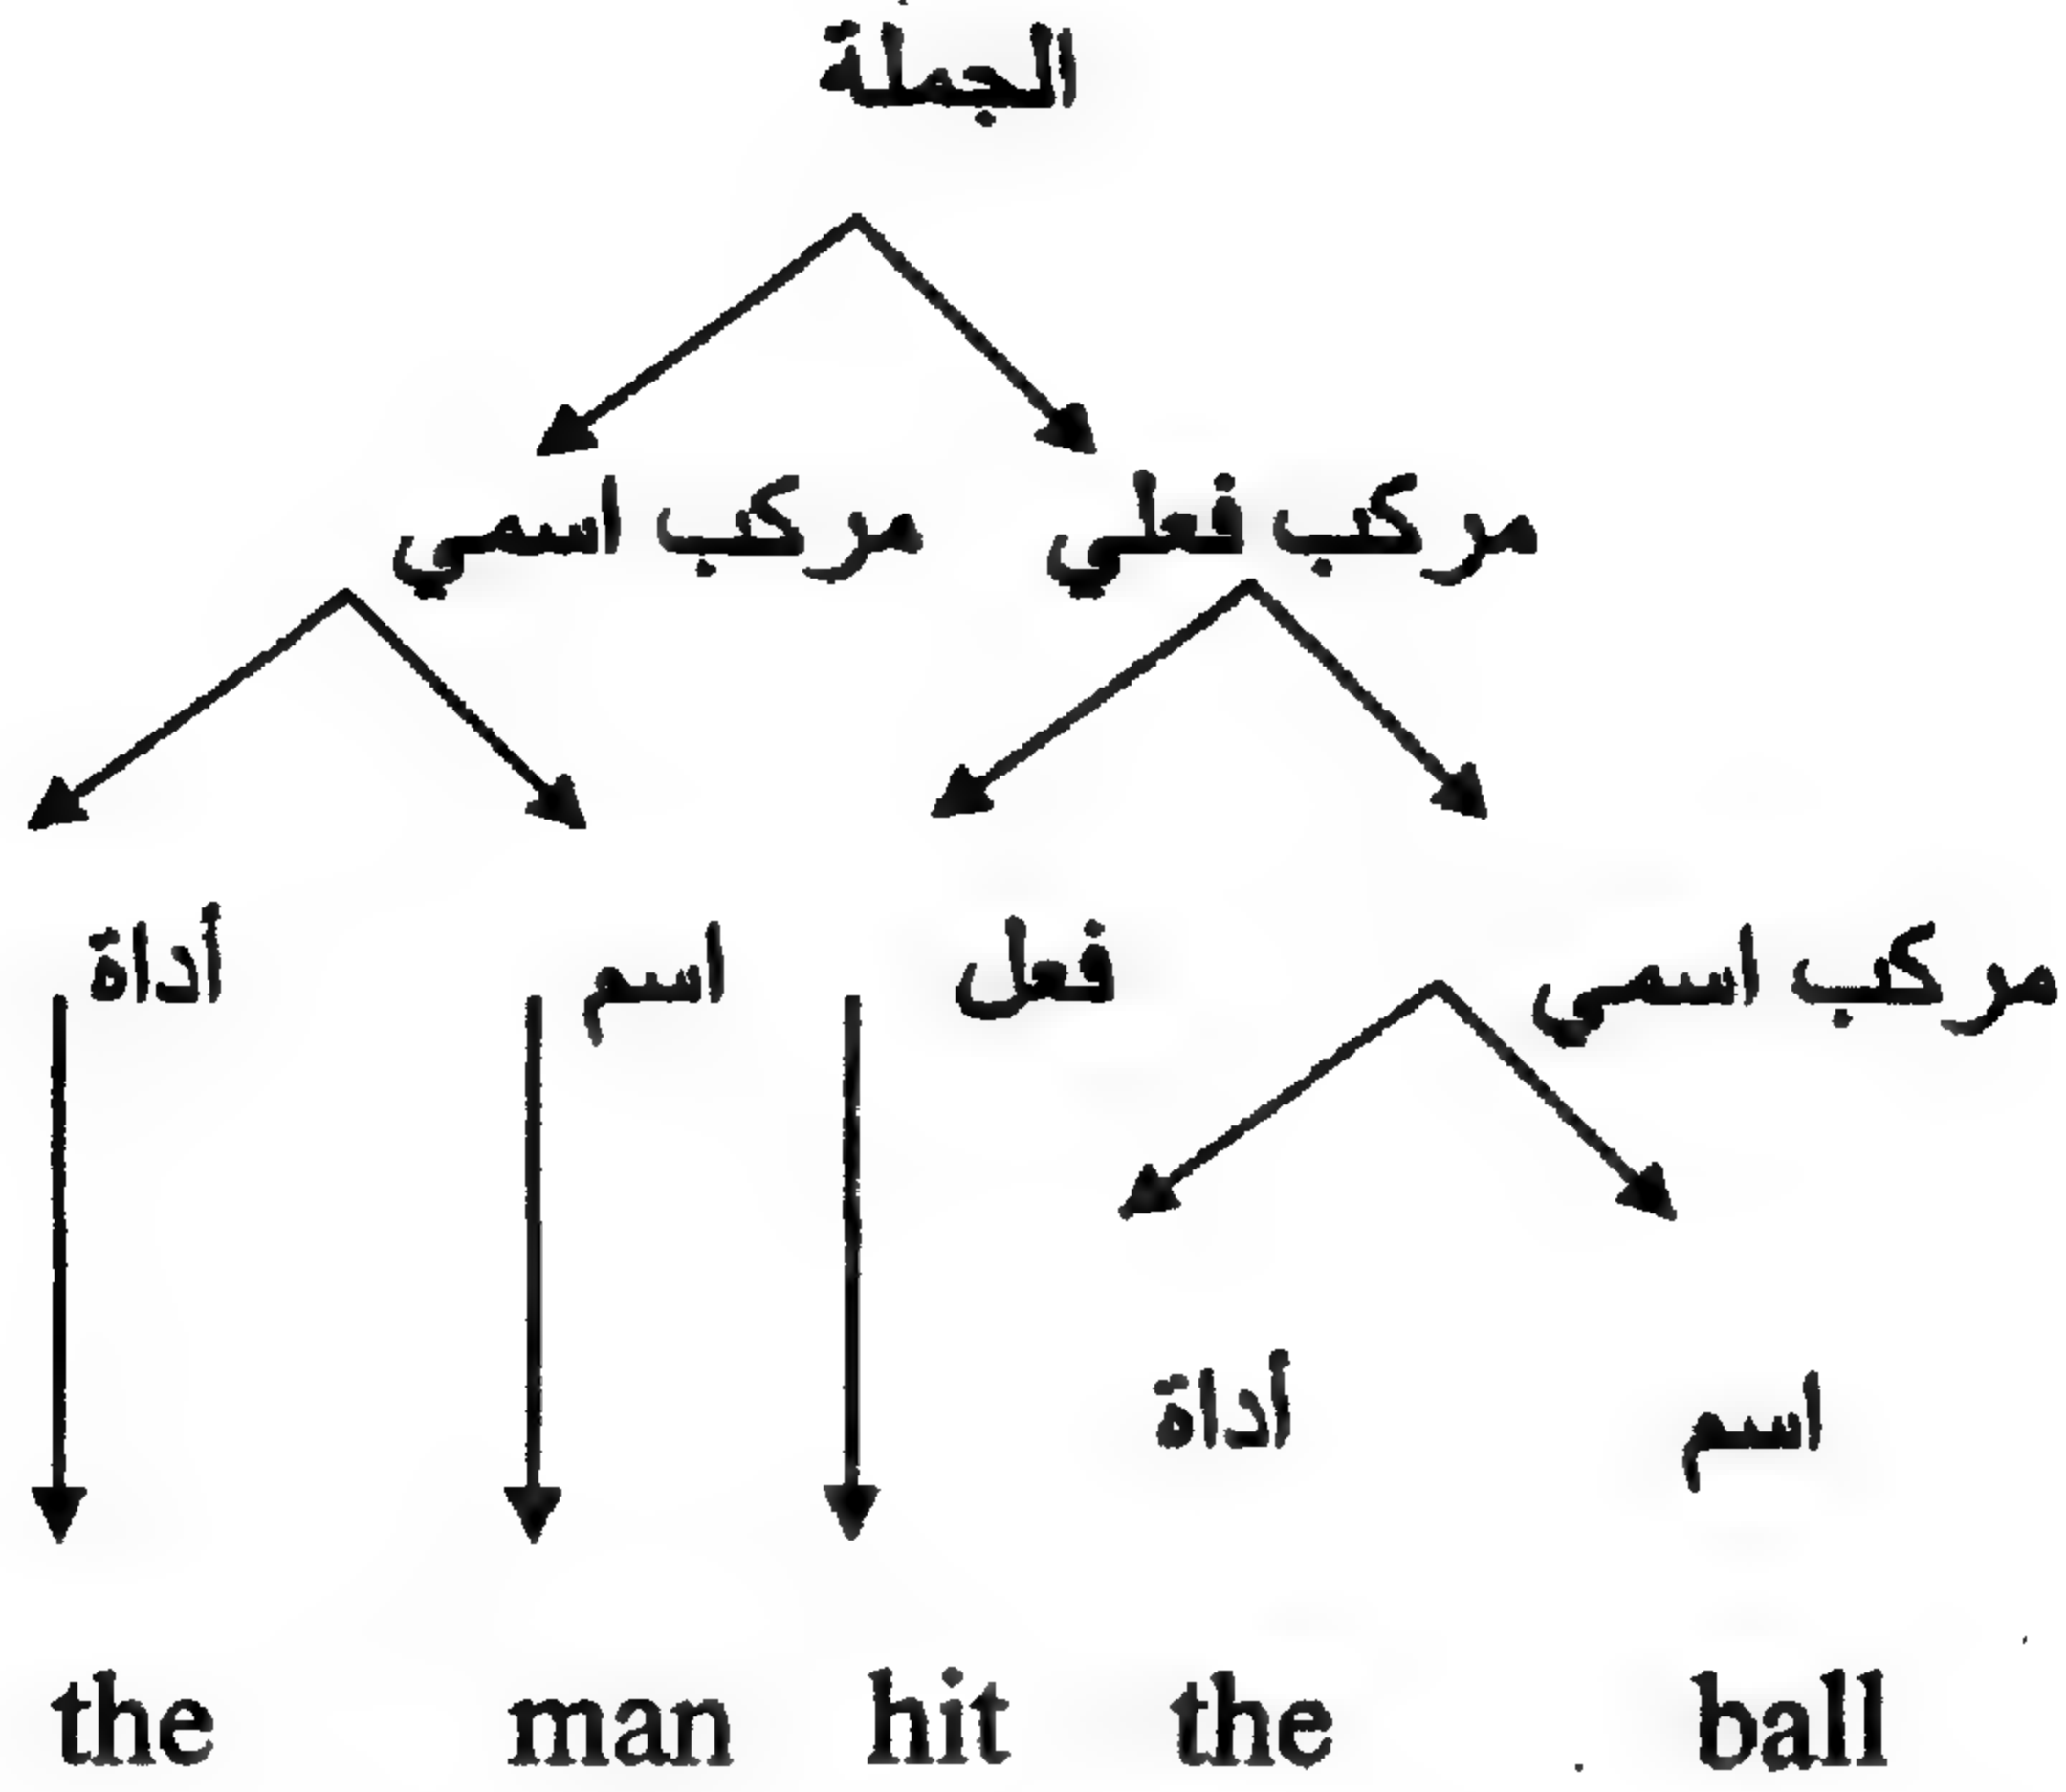 الجملة
مركب اسمي مركب فعلي
أداة اسم فعل مركب اسمي
أداة اسم
the man hit the ball